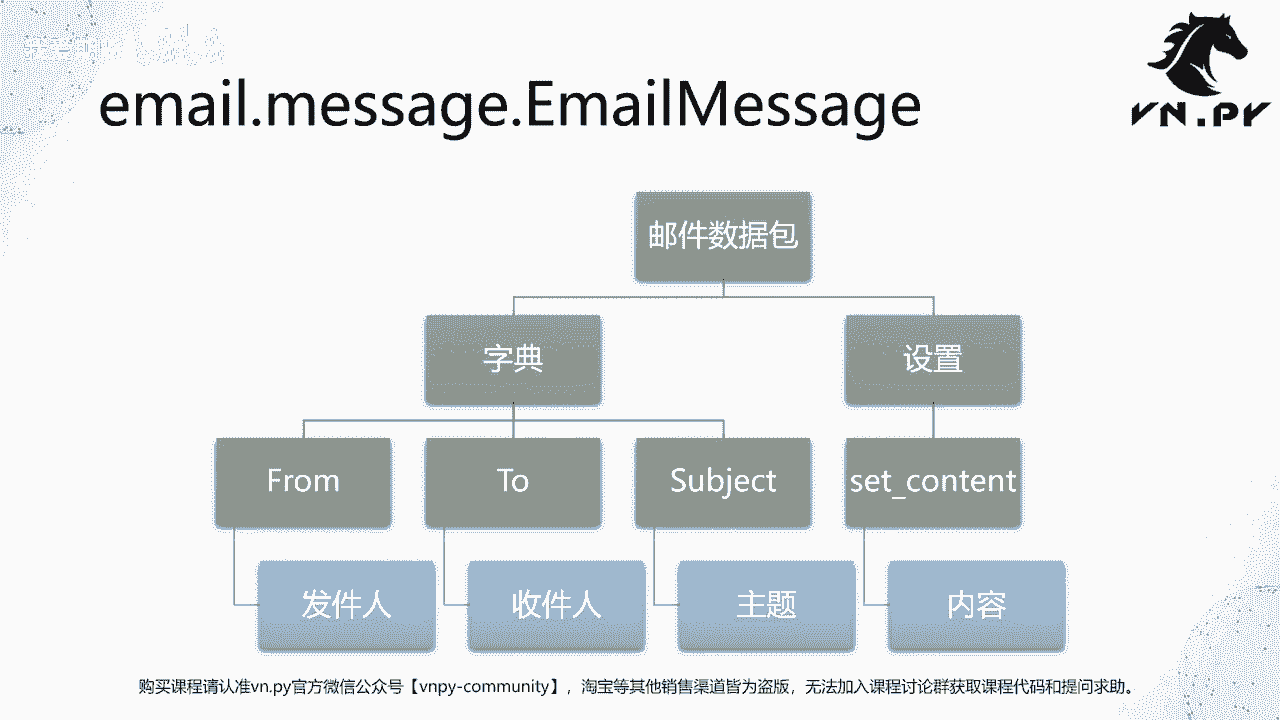 email.message.EmailMessage
VN.PY
邮件数据包
字典
设置
From
To
Subject
set_content
发件人
收件人
主题
内容
购买课程请认准vn.py官方微信公众号【vnpy-community】，淘宝等其他销售渠道皆为盗版，无法加入课程讨论群获取课程代码和提问求助。